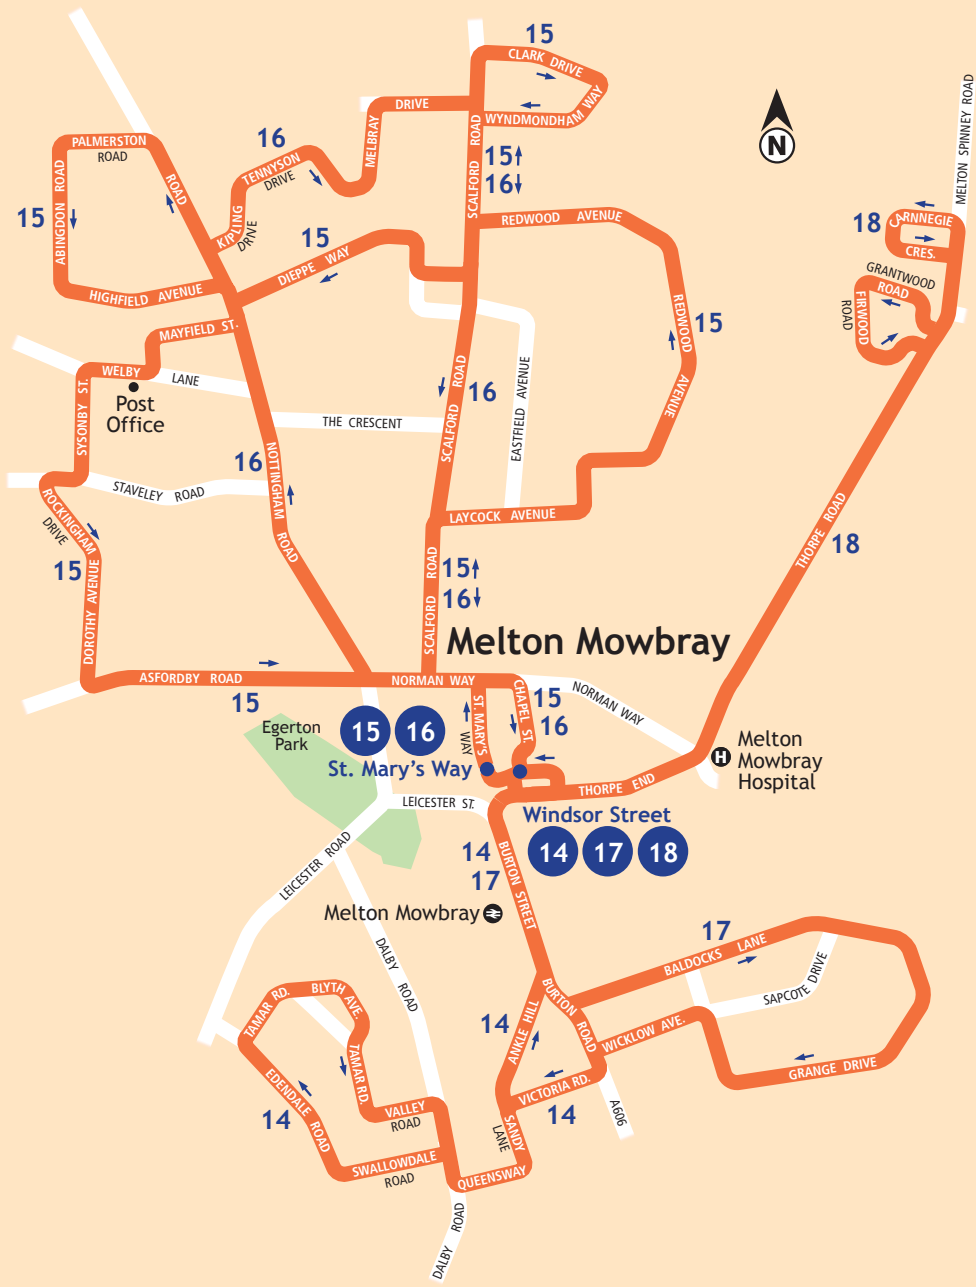 15
CLARK DRIVE
WYNDMONDHAM WAY
DRIVE
MELBRAY
SCALFORD ROAD
15
16
N
MELTON SPINNEY ROAD
PALMERSTON
ROAD
ABINGDON ROAD
15
HIGHFIELD AVENUE
ROAD
16
TENNYSON
DRIVE
KIPLING
DRNE
15
DIEPPE WAY
REDWOOD AVENUE
REDWOOD
AVENUE
15
18
CARNNEGIE
CRES.
GRANTWOOD
ROAD
FIRWOOD
ROAD
MAYFIELD ST.
WELBY
LANE
SYSONBY ST.
Post
Office
THE CRESCENT
SCALFORD ROAD
16
EASTFIELD AVENUE
16
NOTTINGHAM
ROAD
STAVELEY ROAD
ROCKINGHAM
DRIVE
15
DOROTHY AVENUE
LAYCOCK AVENUE
SCALFORD ROAD
15
16
THORPE ROAD
18
Melton Mowbray
ASFORDBY ROAD
15
NORMAN WAY
NORMAN WAY
CHAPEL ST.
15
16
ST. MARY'S
WAY
Egerton
Park
15
16
St. Mary's Way
Melton
Mowbray
Hospital
H
THORPE END
LEICESTER ST.
Windsor Street
14
17
18
LEICESTER ROAD
14
17
BURTON STREET
Melton Mowbray
DALBY
ROAD
17
BALDOCKS LANE
SAPCOTE DRIVE
WICKLOW AVE.
GRANGE DRIVE
BURTON
ROAD
ANKLE HILL
14
VICTORIA RD.
14
A606
TAMAR RD.
BLYTH AVE.
TAMAR RD.
EDENDALE
ROAD
14
VALLEY
ROAD
SWALLOWDALE
ROAD
SANDY
LANE
QUEENSWAY
DALBY ROAD